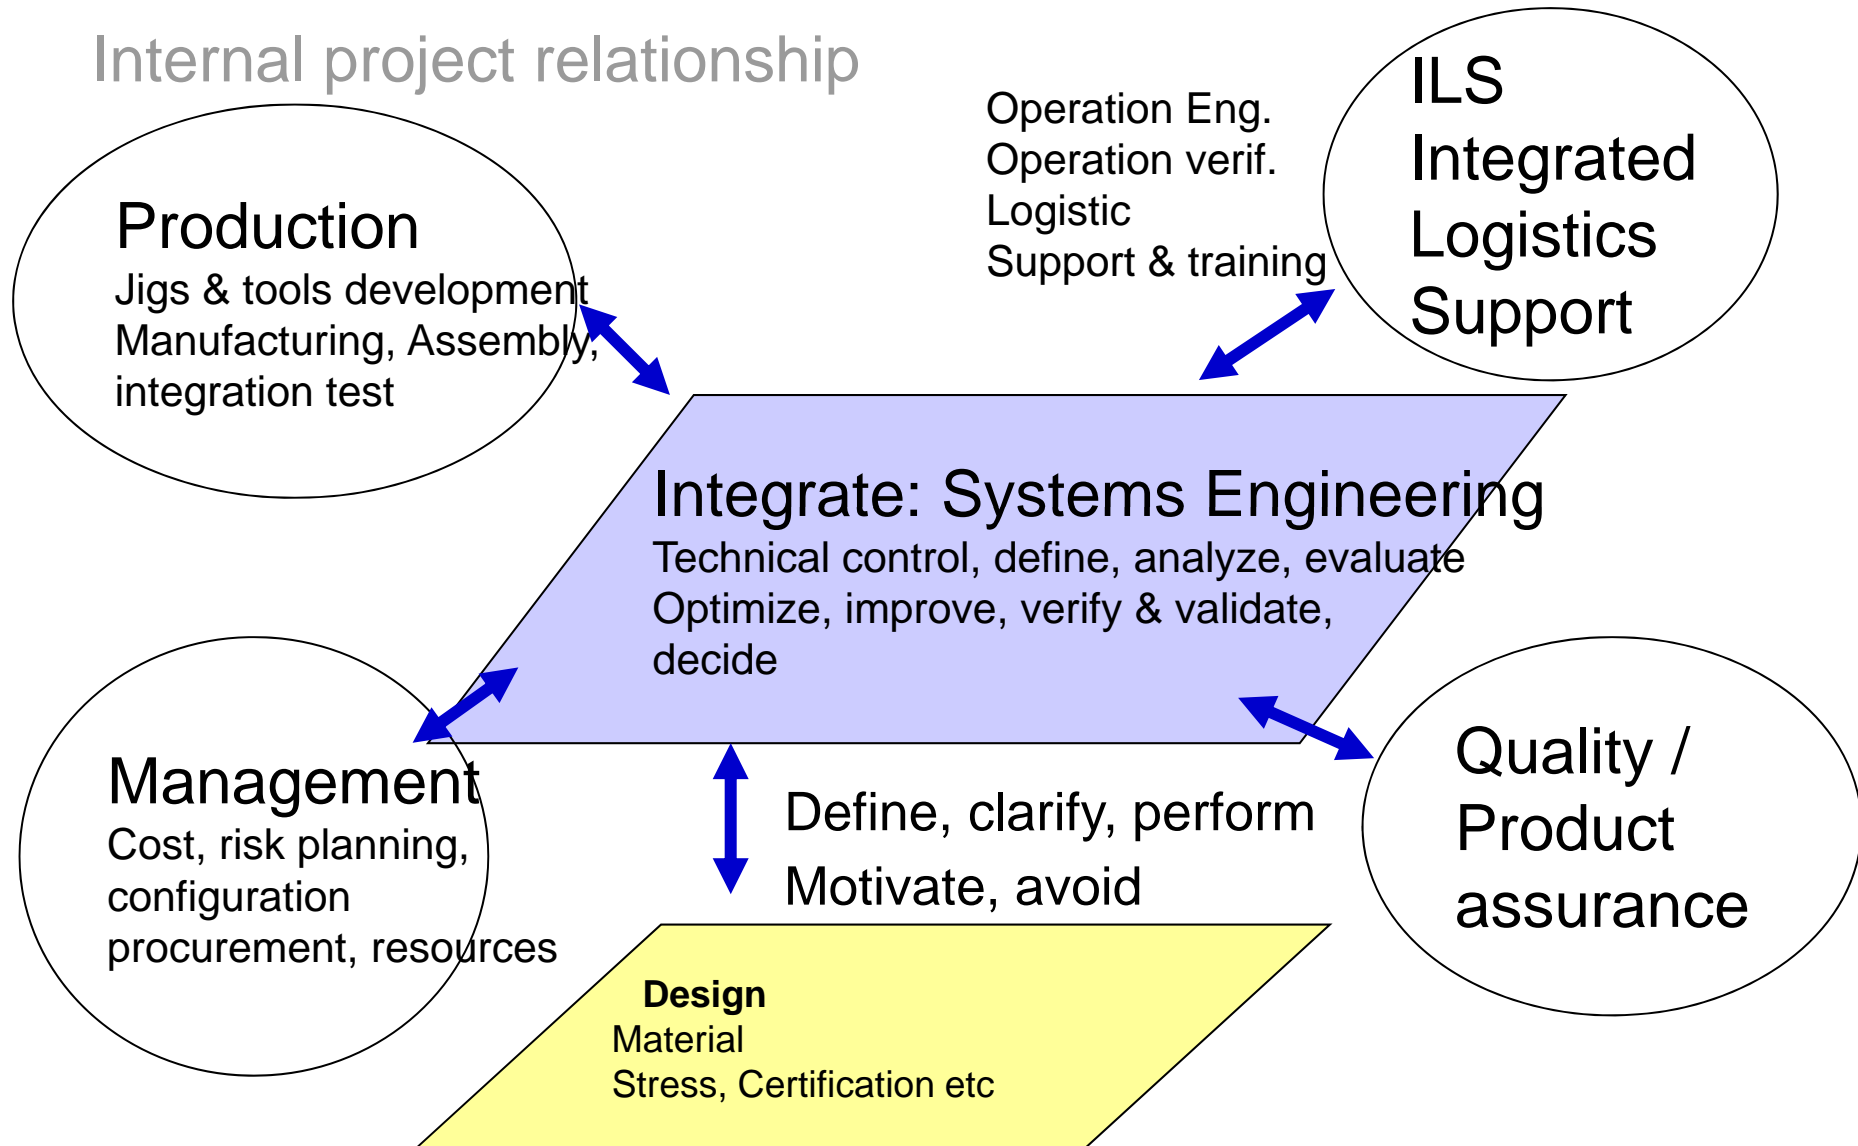 Internal project relationship
Operation Eng.
Operation verif.
Logistic
Support & training
ILS
Integrated
Logistics
Support
Production
Jigs & tools development
Manufacturing, Assembly,
integration test
Integrate: Systems Engineering
Technical control, define, analyze, evaluate
Optimize, improve, verify & validate,
decide
Management
Cost, risk planning,
configuration
procurement, resources
Define, clarify, perform
Motivate, avoid
Quality /
Product
assurance
Design
Material
Stress, Certification etc